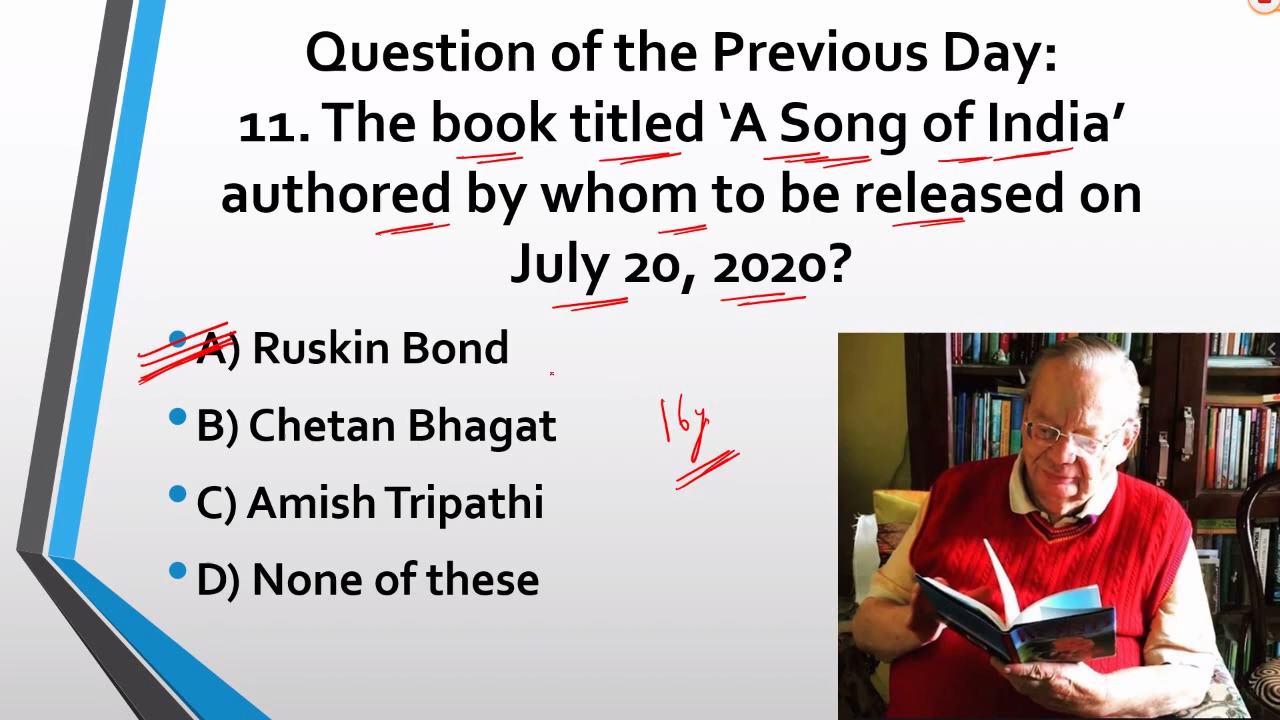 Question of the Previous Day:
11. The book titled ‘A Song of India’
authored by whom to be released on
July 20, 2020?
A) Ruskin Bond
B) Chetan Bhagat
16y
C) Amish Tripathi
D) None of these